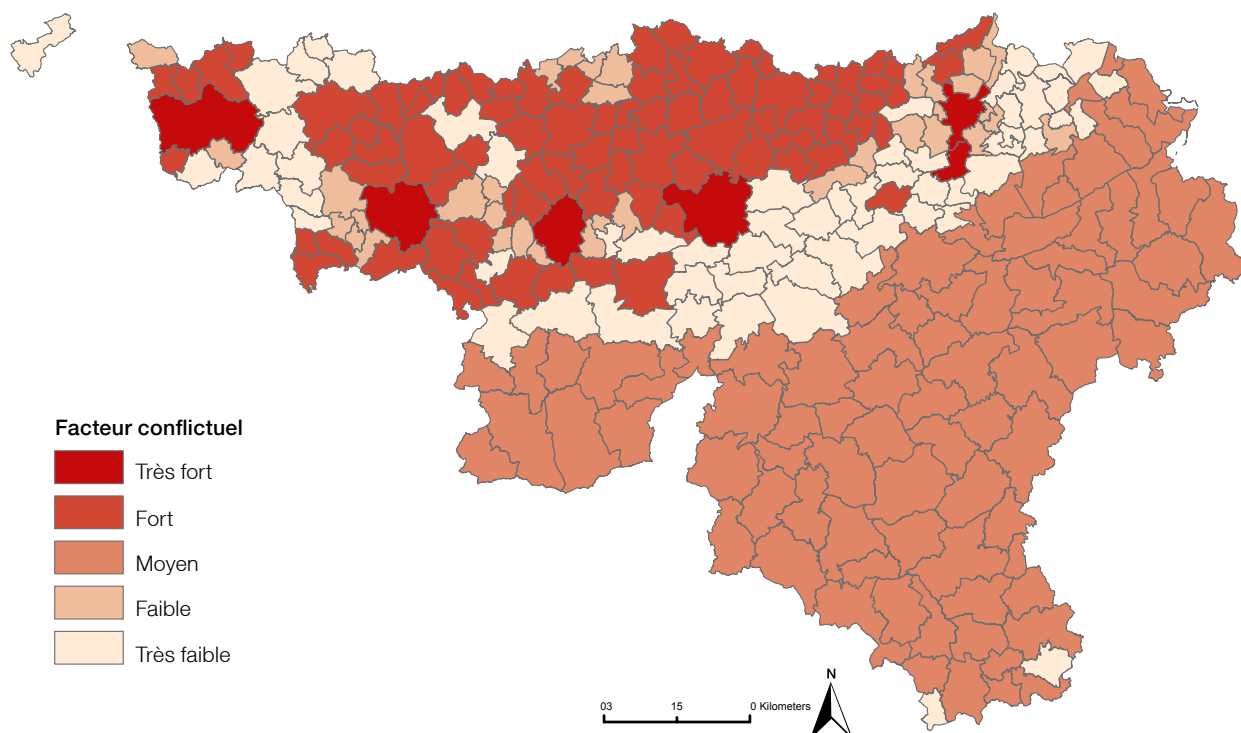 Facteur conflictuel
Très fort
Fort
Moyen
Faible
Très faible
N
03 15 0 Kilometers